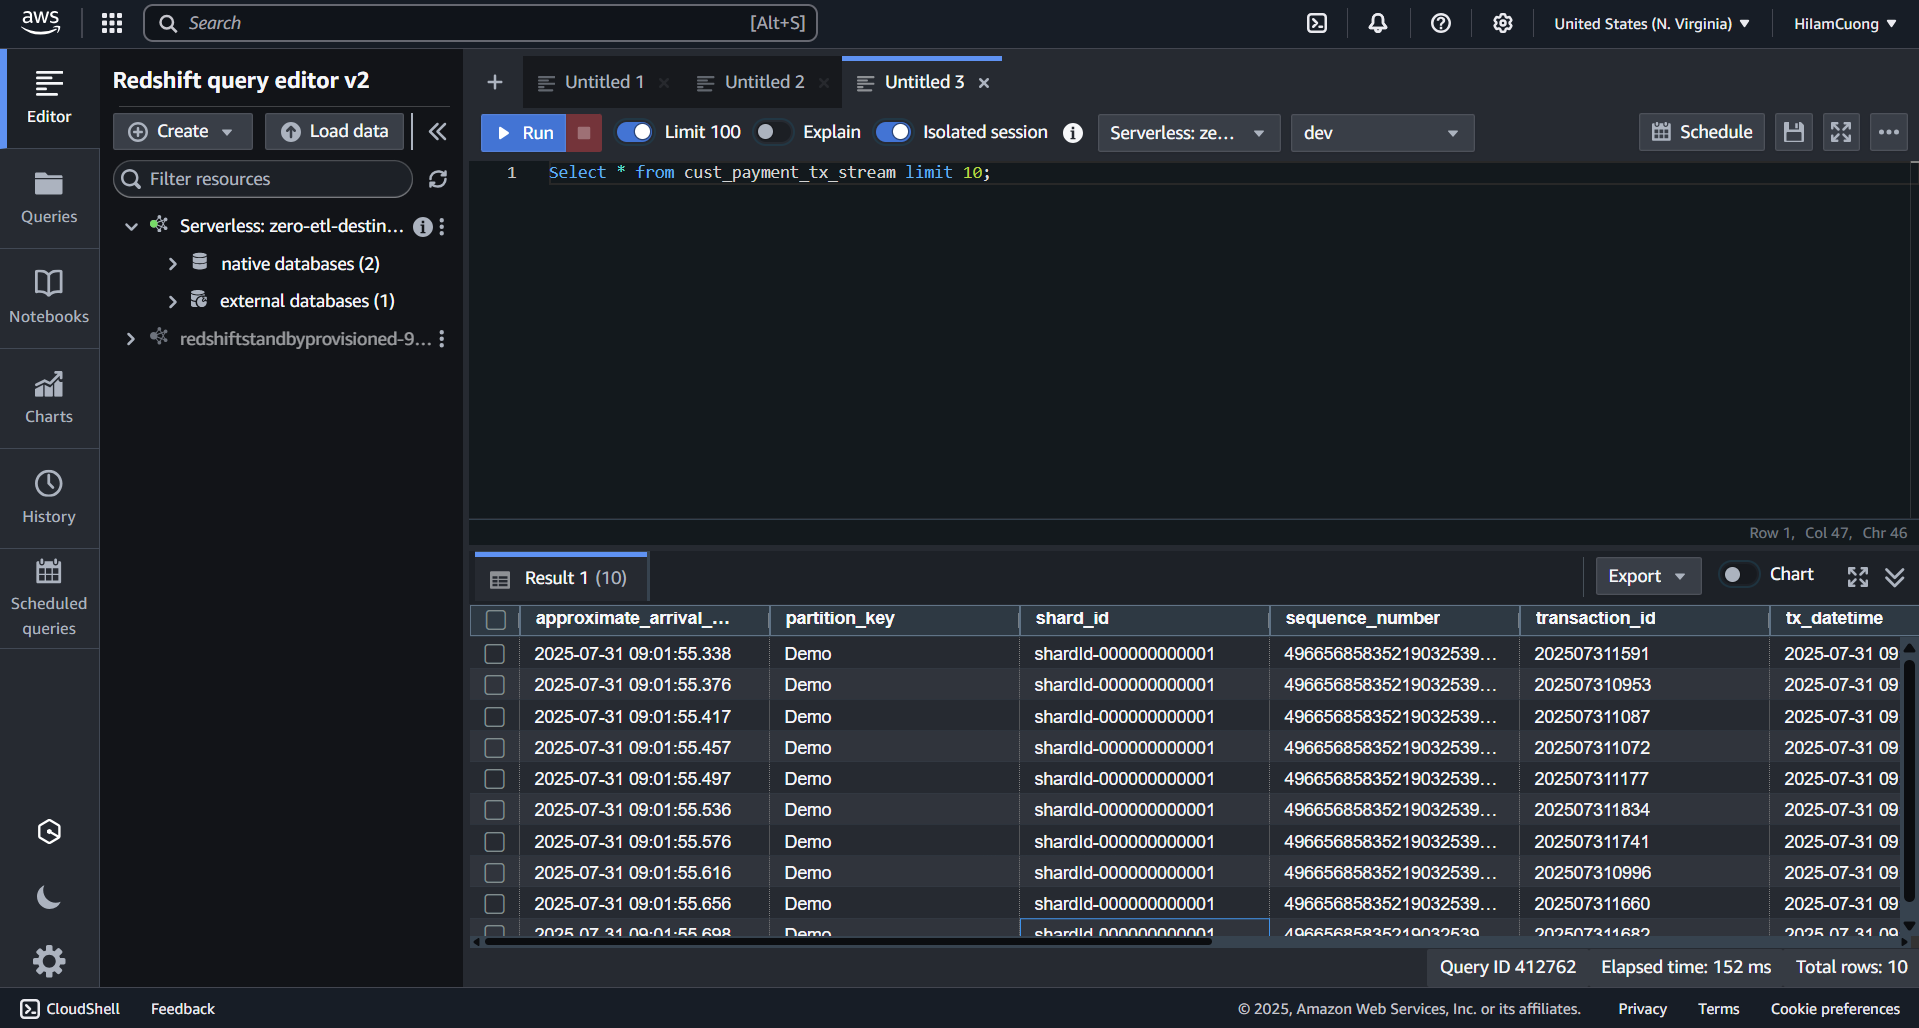 aws
Search [Alt+S]
United States (N. Virginia)
HilamCuong
Editor
Queries
Notebooks
Charts
History
Scheduled
queries
Redshift query editor v2
Create
Load data
Filter resources
Serverless: zero-etl-destin...
native databases (2)
external databases (1)
redshiftstandbyprovisioned-9...
Untitled 1
Untitled 2
Untitled 3
Run
Limit 100
Explain
Isolated session
Serverless: ze...
dev
Schedule
1 Select * from cust_payment_tx_stream limit 10;
Row 1, Col 47, Chr 46
Result 1 (10)
Export
Chart
approximate_arrival_... partition_key shard_id sequence_number transaction_id tx_datetime
2025-07-31 09:01:55.338 Demo shardId-000000000001 49665685835219032539... 202507311591 2025-07-31 09
2025-07-31 09:01:55.376 Demo shardId-000000000001 49665685835219032539... 202507310953 2025-07-31 09
2025-07-31 09:01:55.417 Demo shardId-000000000001 49665685835219032539... 202507311087 2025-07-31 09
2025-07-31 09:01:55.457 Demo shardId-000000000001 49665685835219032539... 202507311072 2025-07-31 09
2025-07-31 09:01:55.497 Demo shardId-000000000001 49665685835219032539... 202507311177 2025-07-31 09
2025-07-31 09:01:55.536 Demo shardId-000000000001 49665685835219032539... 202507311834 2025-07-31 09
2025-07-31 09:01:55.576 Demo shardId-000000000001 49665685835219032539... 202507311741 2025-07-31 09
2025-07-31 09:01:55.616 Demo shardId-000000000001 49665685835219032539... 202507310996 2025-07-31 09
2025-07-31 09:01:55.656 Demo shardId-000000000001 49665685835219032539... 202507311660 2025-07-31 09
2025-07-31 09:01:55.698 Demo shardId-000000000001 49665685835219032539... 202507311682 2025-07-31 09
Query ID 412762 Elapsed time: 152 ms Total rows: 10
CloudShell
Feedback
© 2025, Amazon Web Services, Inc. or its affiliates.
Privacy
Terms
Cookie preferences